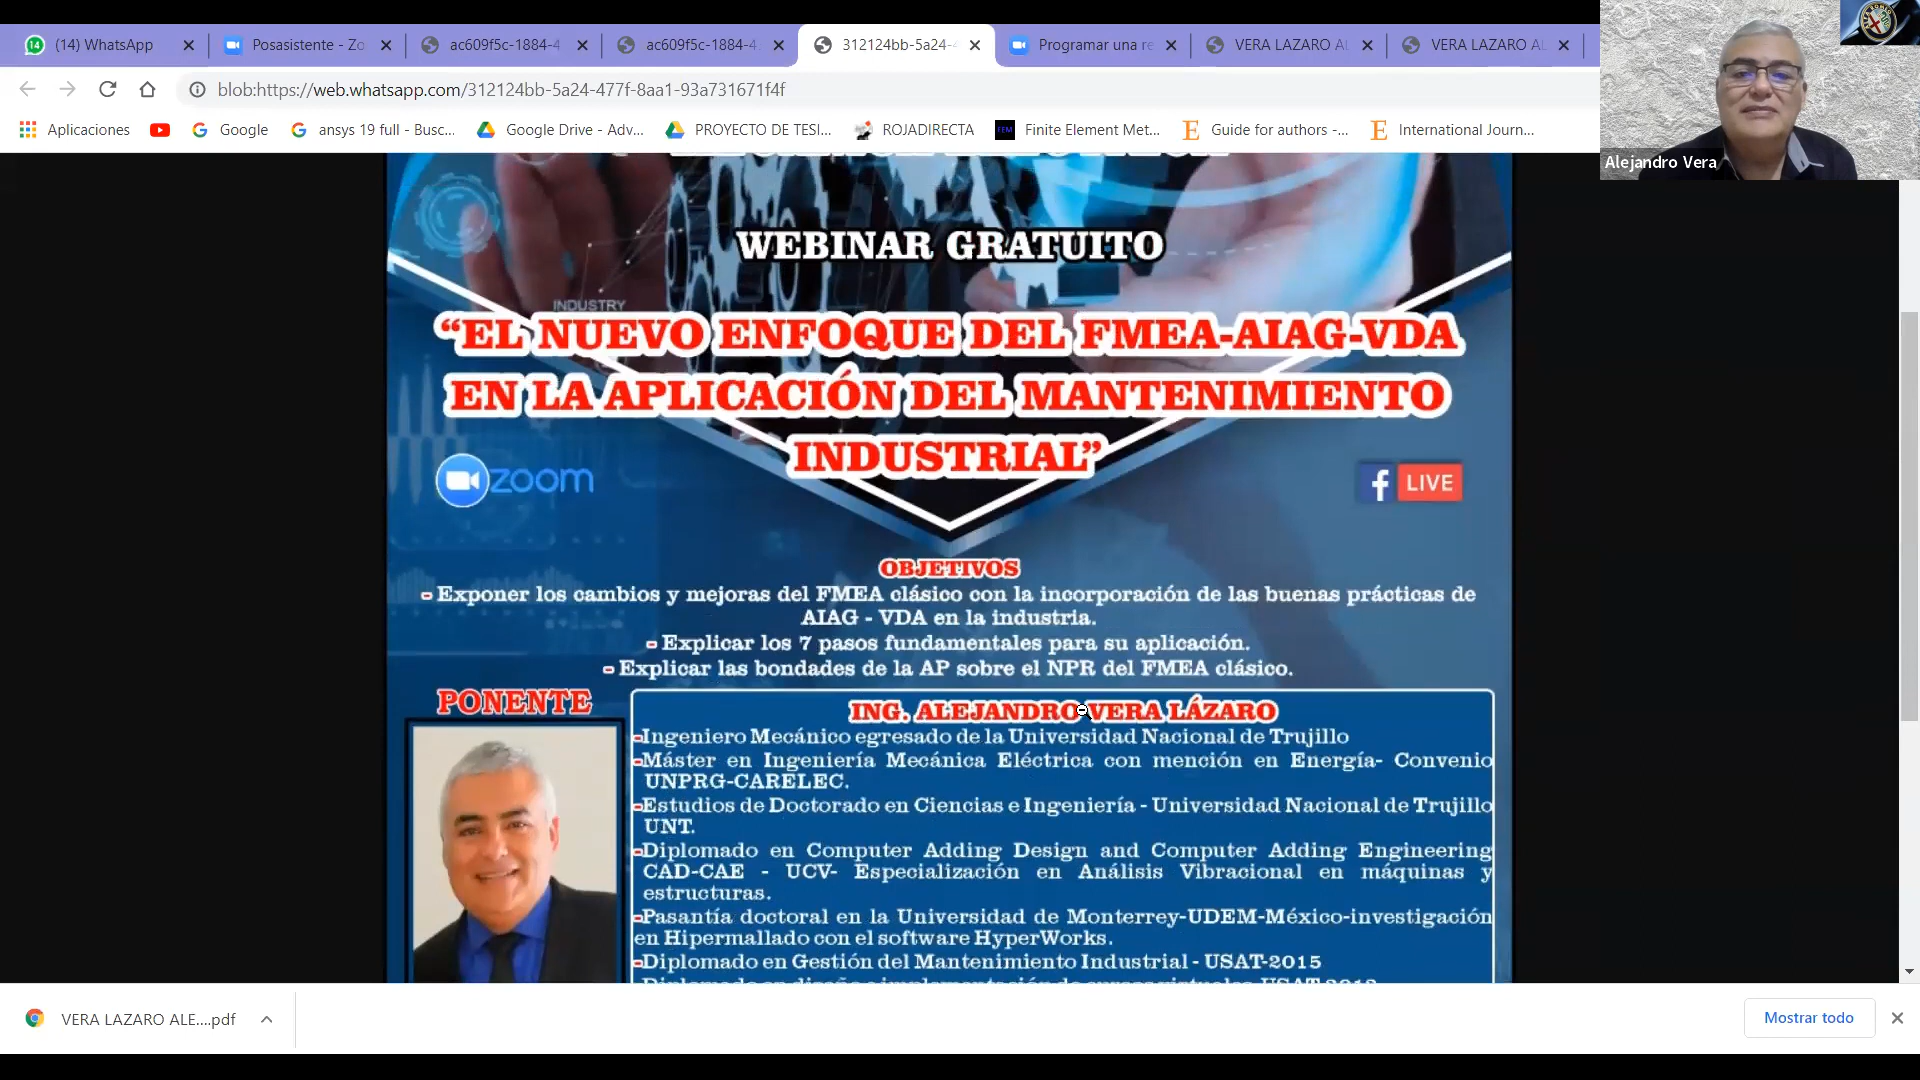 (14) WhatsApp
Posasistente - Zo
ac609f5c-1884-4
ac609f5c-1884-4
312124bb-5a24-
Programar una re
VERA LAZARO AL
VERA LAZARO AL
blob:https://web.whatsapp.com/312124bb-5a24-477f-8aa1-93a731671f4f
Aplicaciones
Google
ansys 19 full - Busc...
Google Drive - Adv...
PROYECTO DE TESI...
ROJADIRECTA
FEM
Finite Element Met...
Guide for authors -...
International Journ...
Alejandro Vera
WEBINAR GRATUITO
INDUSTRY
“EL NUEVO ENFOQUE DEL FMEA-AIAG-VDA
EN LA APLICACIÓN DEL MANTENIMIENTO
INDUSTRIAL”
zoom
f LIVE
OBJETIVOS
- Exponer los cambios y mejoras del FMEA clásico con la incorporación de las buenas prácticas de
AIAG - VDA en la industria.
- Explicar los 7 pasos fundamentales para su aplicación.
- Explicar las bondades de la AP sobre el NPR del FMEA clásico.
PONENTE
ING. ALEJANDRO VERA LÁZARO
-Ingeniero Mecánico egresado de la Universidad Nacional de Trujillo
-Máster en Ingeniería Mecánica Eléctrica con mención en Energía- Convenio
UNPRG-CARELEC.
-Estudios de Doctorado en Ciencias e Ingeniería - Universidad Nacional de Trujillo
UNT.
-Diplomado en Computer Adding Design and Computer Adding Engineering
CAD-CAE - UCV- Especialización en Análisis Vibracional en máquinas y
estructuras.
-Pasantía doctoral en la Universidad de Monterrey-UDEM-México-investigación
en Hipermallado con el software HyperWorks.
-Diplomado en Gestión del Mantenimiento Industrial - USAT-2015
VERA LAZARO ALE....pdf
Mostrar todo